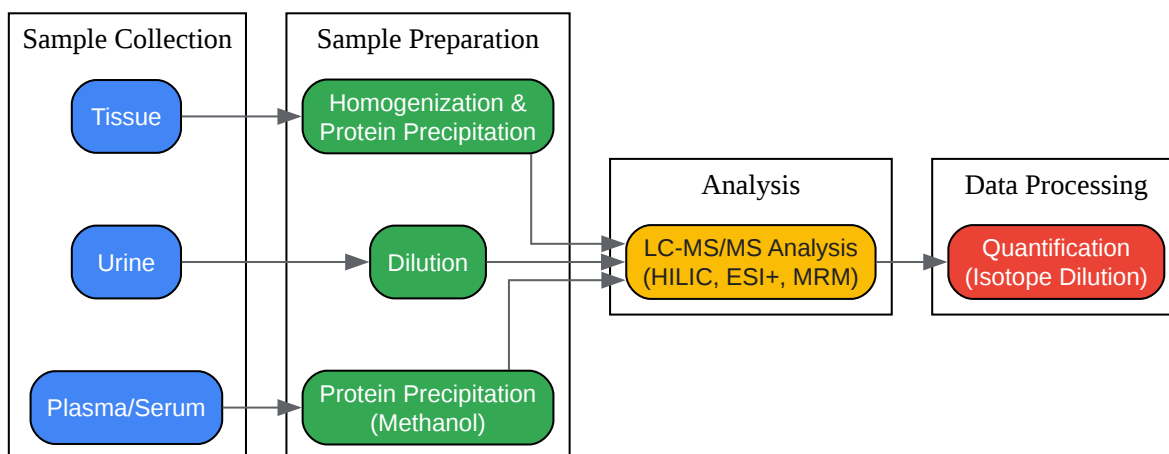 Sample Collection
Tissue
Urine
Plasma/Serum
Sample Preparation
Homogenization &
Protein Precipitation
Dilution
Protein Precipitation
(Methanol)
Analysis
LC-MS/MS Analysis
(HILIC, ESI+, MRM)
Data Processing
Quantification
(Isotope Dilution)